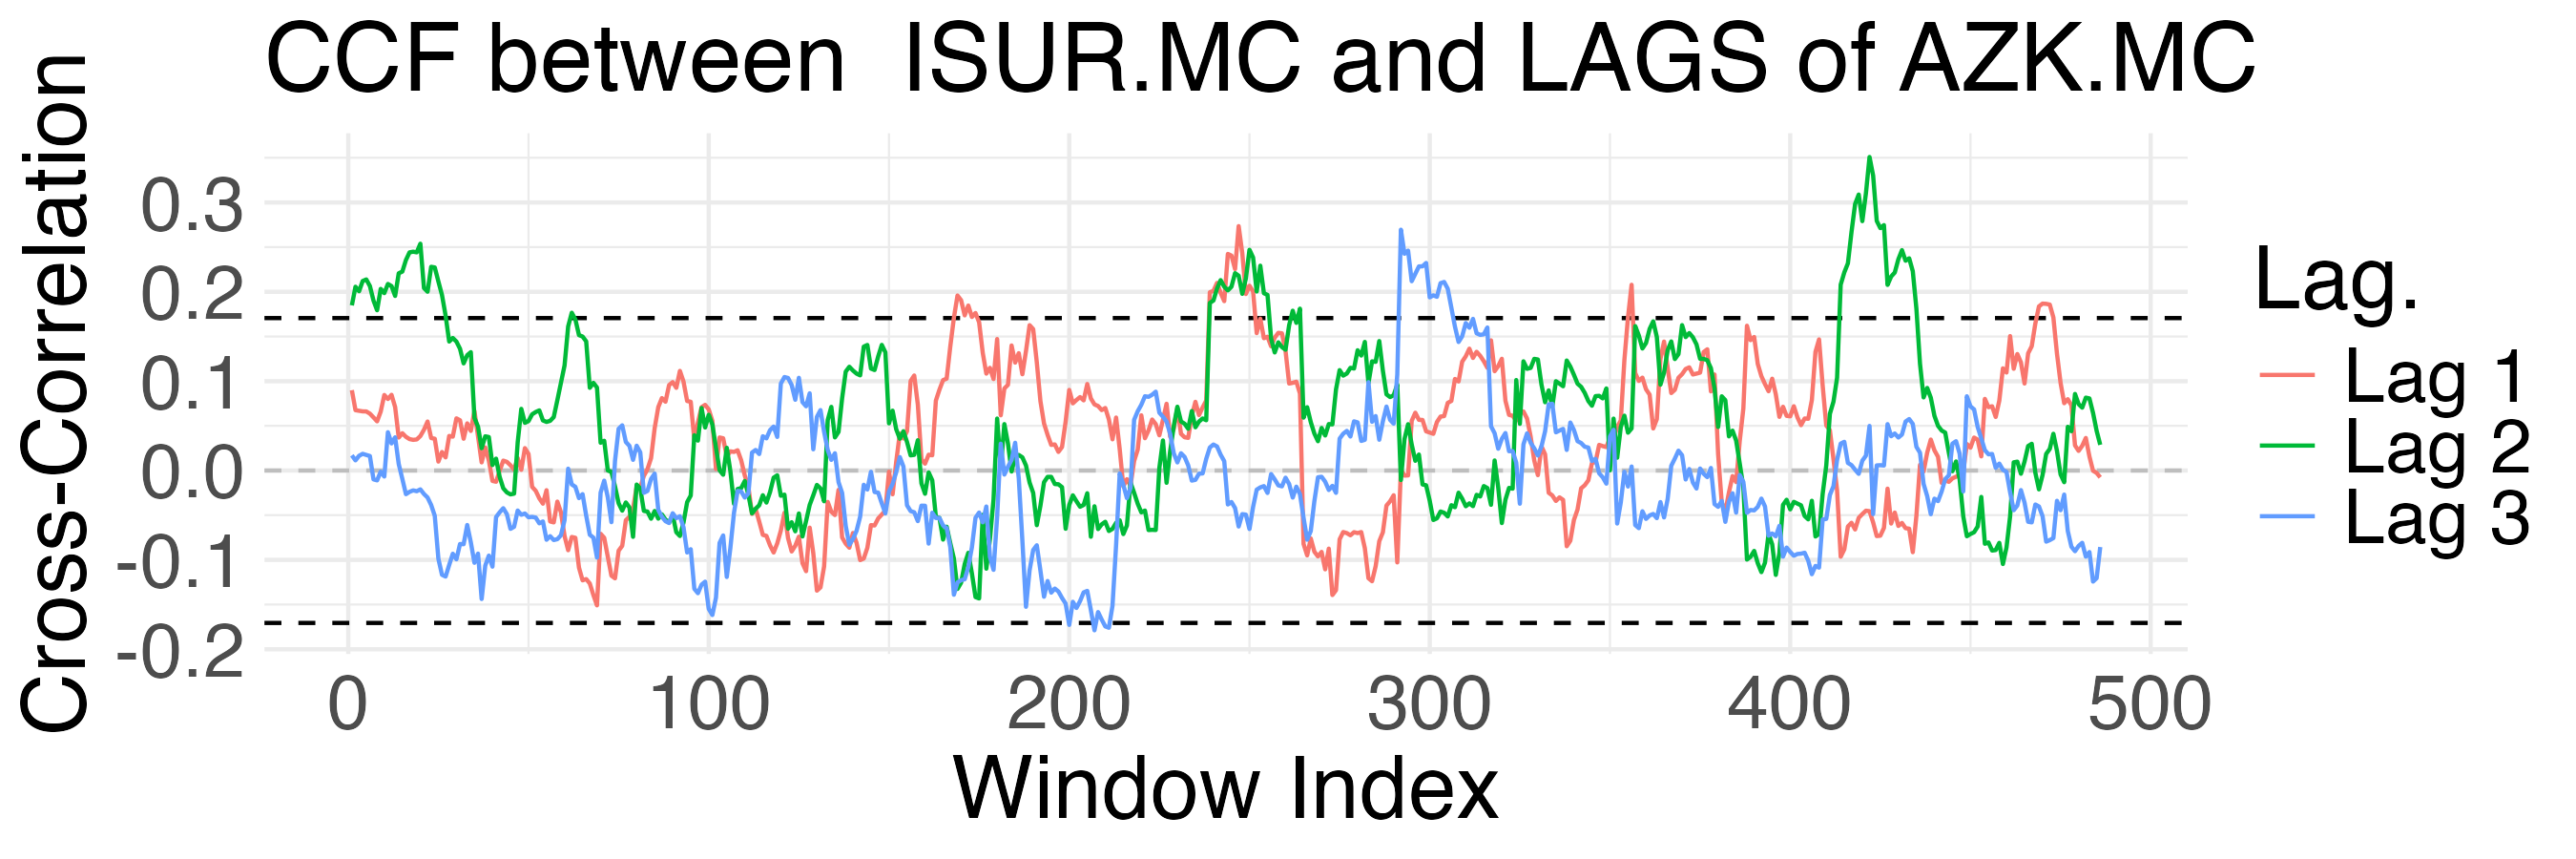 CCF between ISUR.MC and LAGS of AZK.MC
Cross-Correlation
0.3
0.2
0.1
0.0
-0.1
-0.2
0 100 200 300 400 500
Window Index
Lag.
Lag 1
Lag 2
Lag 3